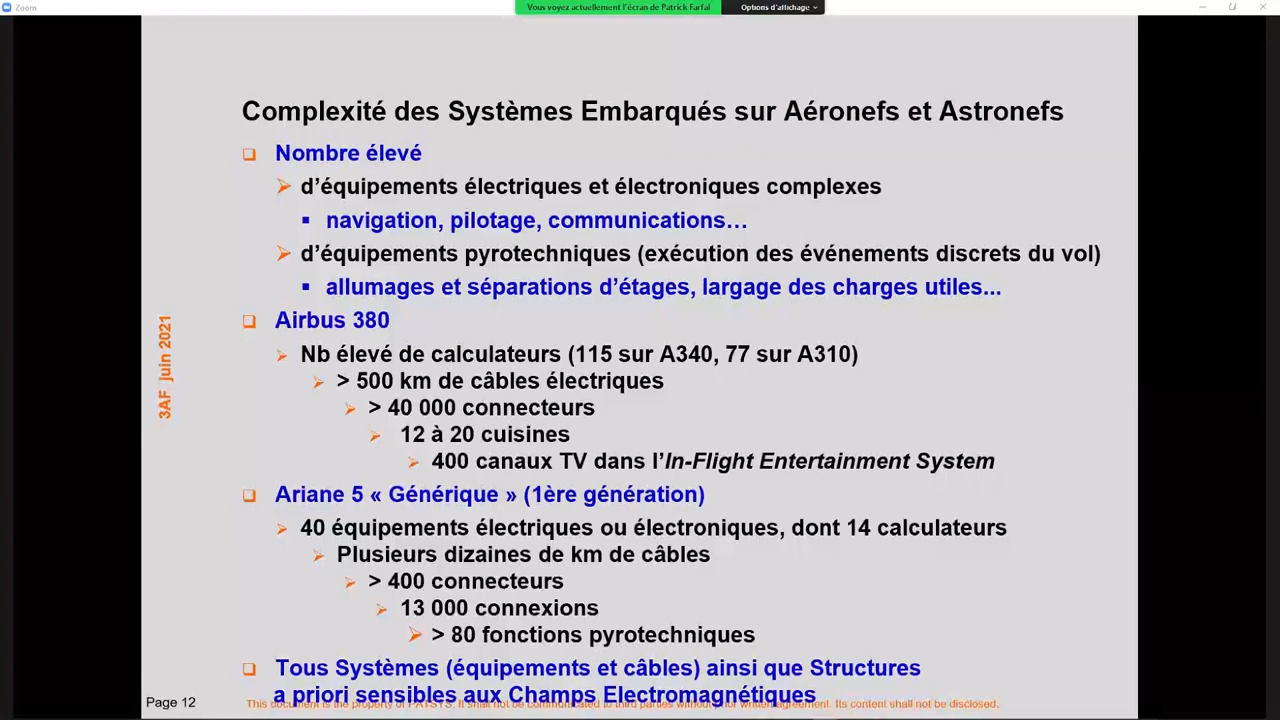 Zoom
Vous voyez actuellement l'écran de Patrick Farfal
Options d'affichage
Complexité des Systèmes Embarqués sur Aéronefs et Astronefs
Nombre élevé
d'équipements électriques et électroniques complexes
navigation, pilotage, communications…
d'équipements pyrotechniques (exécution des événements discrets du vol)
allumages et séparations d'étages, largage des charges utiles...
Airbus 380
Nb élevé de calculateurs (115 sur A340, 77 sur A310)
> 500 km de câbles électriques
> 40 000 connecteurs
12 à 20 cuisines
400 canaux TV dans l'In-Flight Entertainment System
Ariane 5 « Générique » (1ère génération)
40 équipements électriques ou électroniques, dont 14 calculateurs
Plusieurs dizaines de km de câbles
> 400 connecteurs
13 000 connexions
> 80 fonctions pyrotechniques
Tous Systèmes (équipements et câbles) ainsi que Structures
a priori sensibles aux Champs Electromagnétiques
3AF juin 2021
Page 12
This document is the property of PATSYS. It shall not be communicated to third parties without prior written agreement. Its content shall not be disclosed.